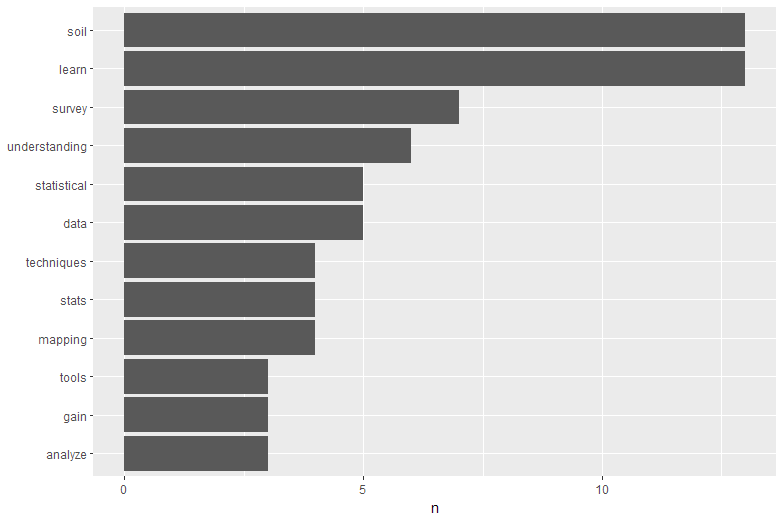 soil
learn
survey
understanding
statistical
data
techniques
stats
mapping
tools
gain
analyze
0 5 10
n